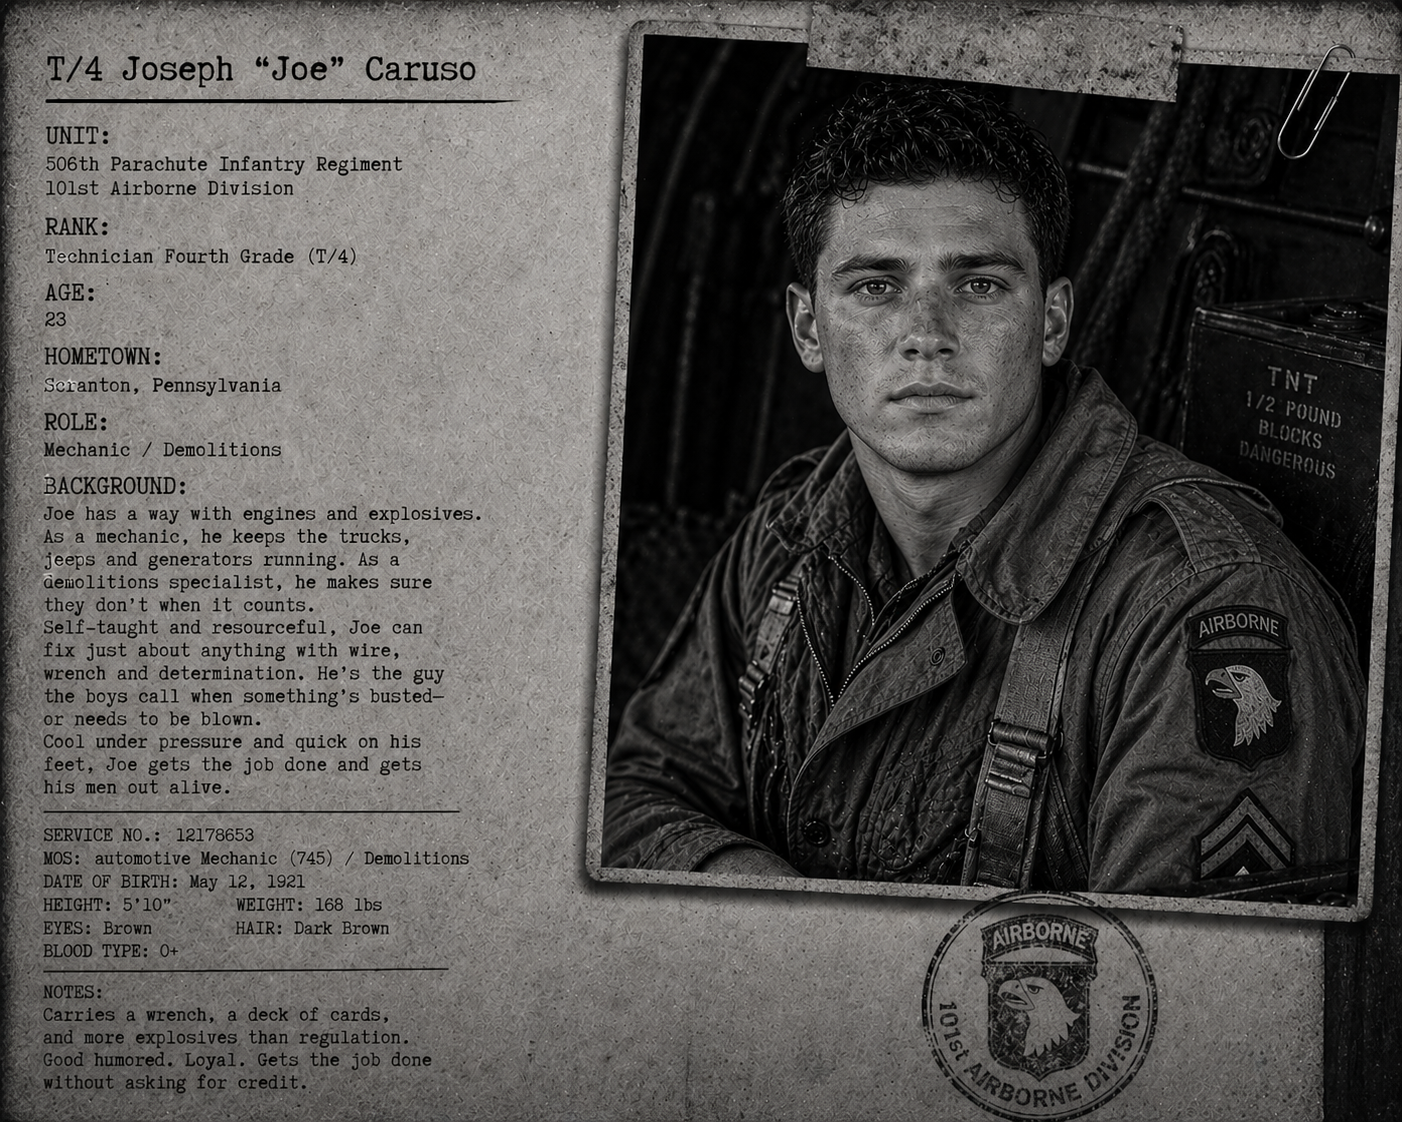 T/4 Joseph “Joe” Caruso
UNIT:
506th Parachute Infantry Regiment
101st Airborne Division
RANK:
Technician Fourth Grade (T/4)
AGE:
23
HOMETOWN:
Scranton, Pennsylvania
ROLE:
Mechanic / Demolitions
BACKGROUND:
Joe has a way with engines and explosives.
As a mechanic, he keeps the trucks,
jeeps and generators running. As a
demolitions specialist, he makes sure
they don’t when it counts.
Self-taught and resourceful, Joe can
fix just about anything with wire,
wrench and determination. He’s the guy
the boys call when something’s busted—
or needs to be blown.
Cool under pressure and quick on his
feet, Joe gets the job done and gets
his men out alive.
SERVICE NO.: 12178653
MOS: automotive Mechanic (745) / Demolitions
DATE OF BIRTH: May 12, 1921
HEIGHT: 5’10” WEIGHT: 168 lbs
EYES: Brown HAIR: Dark Brown
BLOOD TYPE: O+
NOTES:
Carries a wrench, a deck of cards,
and more explosives than regulation.
Good humored. Loyal. Gets the job done
without asking for credit.
TNT
1/2 POUND
BLOCKS
DANGEROUS
AIRBORNE
AIRBORNE
101st AIRBORNE DIVISION